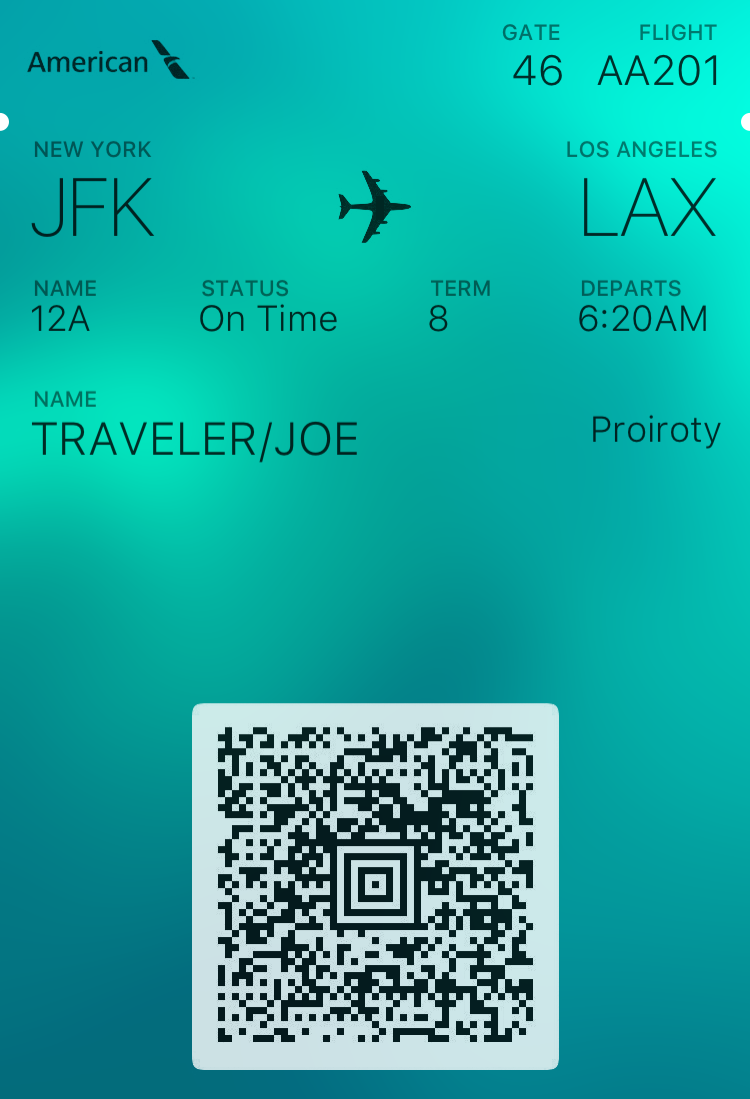 American
GATE FLIGHT
46 AA201
NEW YORK LOS ANGELES
JFK LAX
NAME STATUS TERM DEPARTS
12A On Time 8 6:20AM
NAME
TRAVELER/JOE Proiroty